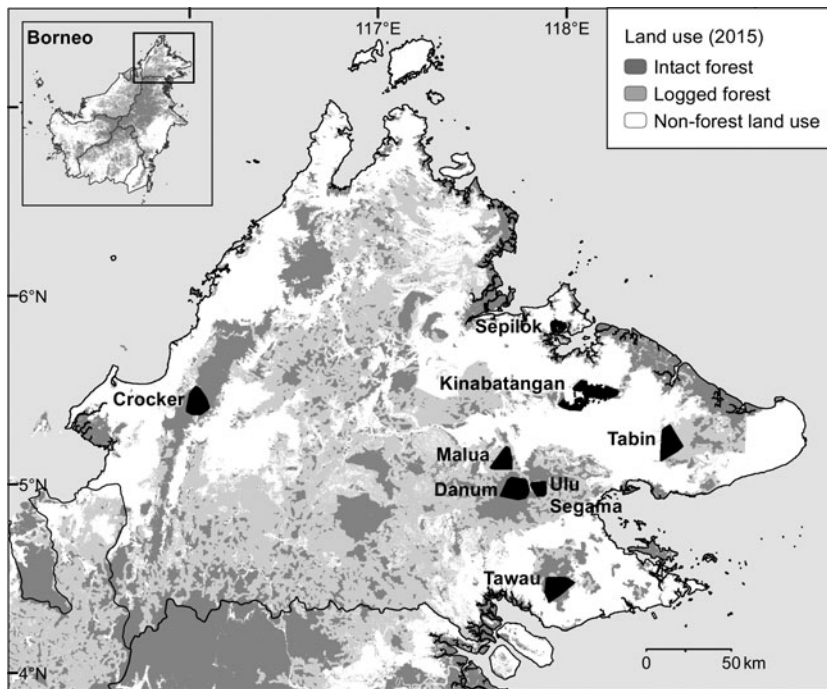 117°E
118°E
Borneo
Land use (2015)
Intact forest
Logged forest
Non-forest land use
6°N
Sepilok
Kinabatangan
Crocker
Tabin
Malua
5°N
Danum
Ulu
Segama
Tawau
4°N
0
50 km